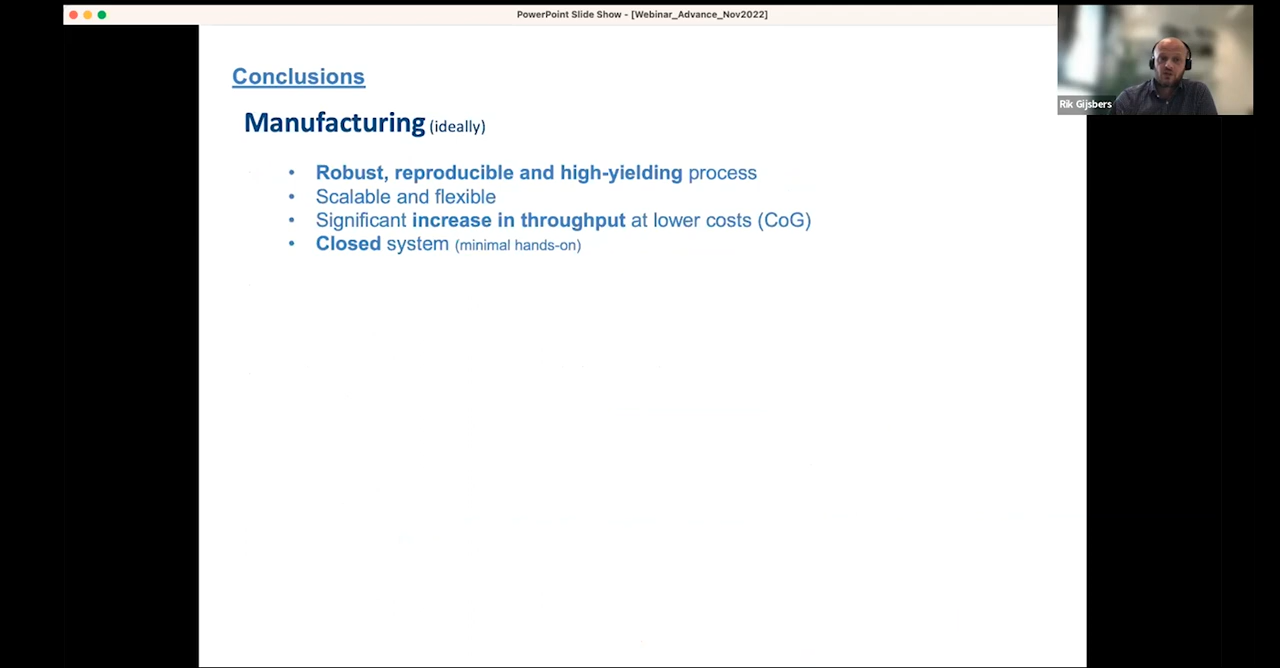 PowerPoint Slide Show - [Webinar_Advance_Nov2022]
Conclusions
Manufacturing (ideally)
• Robust, reproducible and high-yielding process
• Scalable and flexible
• Significant increase in throughput at lower costs (CoG)
• Closed system (minimal hands-on)
Rik Gijsbers